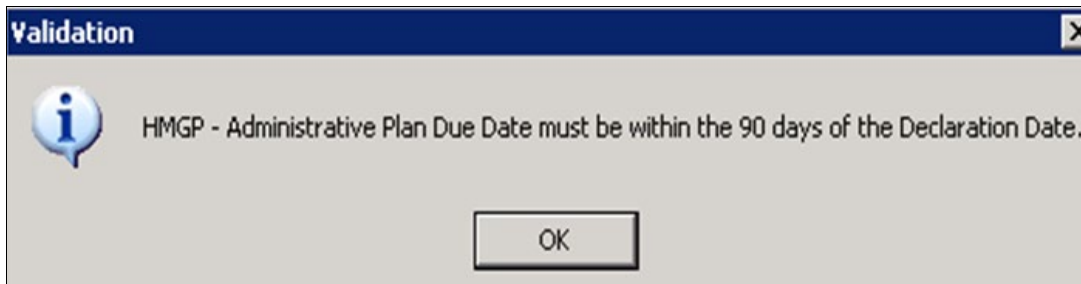 Validation
HMGP - Administrative Plan Due Date must be within the 90 days of the Declaration Date.
OK